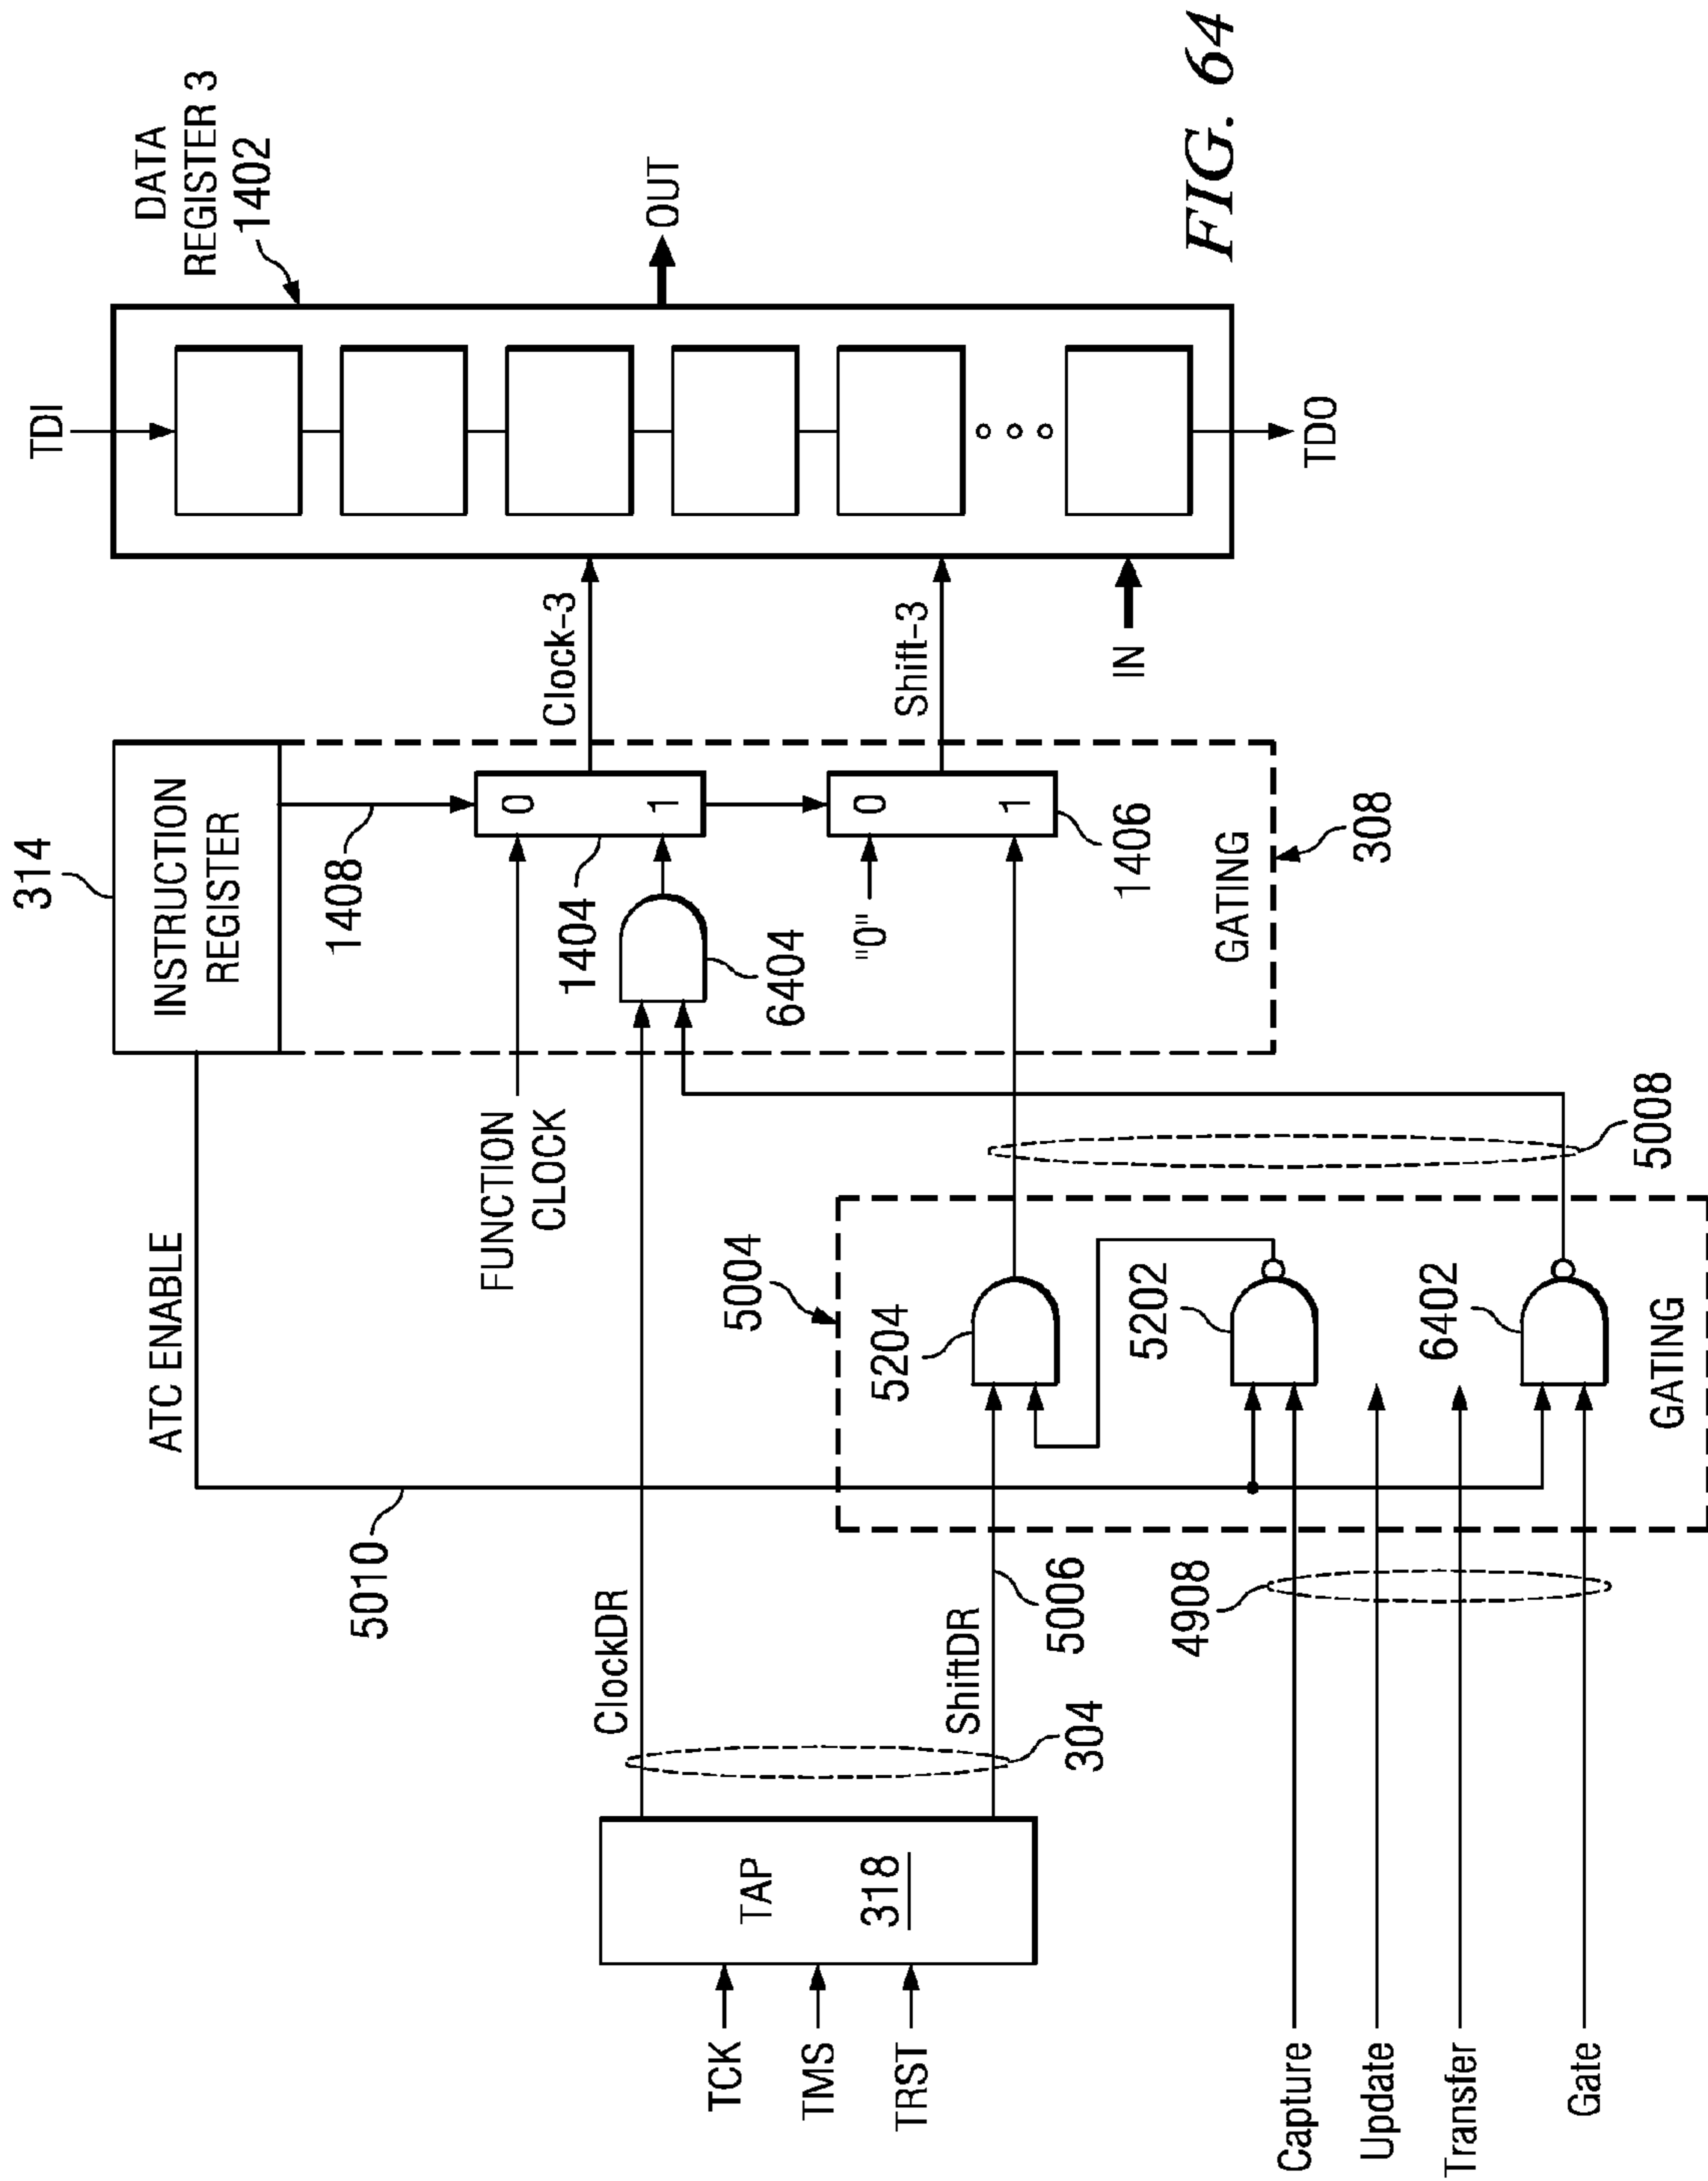 314
INSTRUCTION
REGISTER
DATA
REGISTER 3
1402
TDI
ATC ENABLE
5010
1408
FUNCTION
CLOCK
0
1
1404
6404
Clock-3
ClockDR
OUT
TAP
318
TCK
TMS
TRST
ShiftDR
304
5006
5004
5204
"0"
0
1
1406
Shift-3
IN
GATING
308
TDO
4908
5202
6402
5008
GATING
Capture
Update
Transfer
Gate
FIG. 64